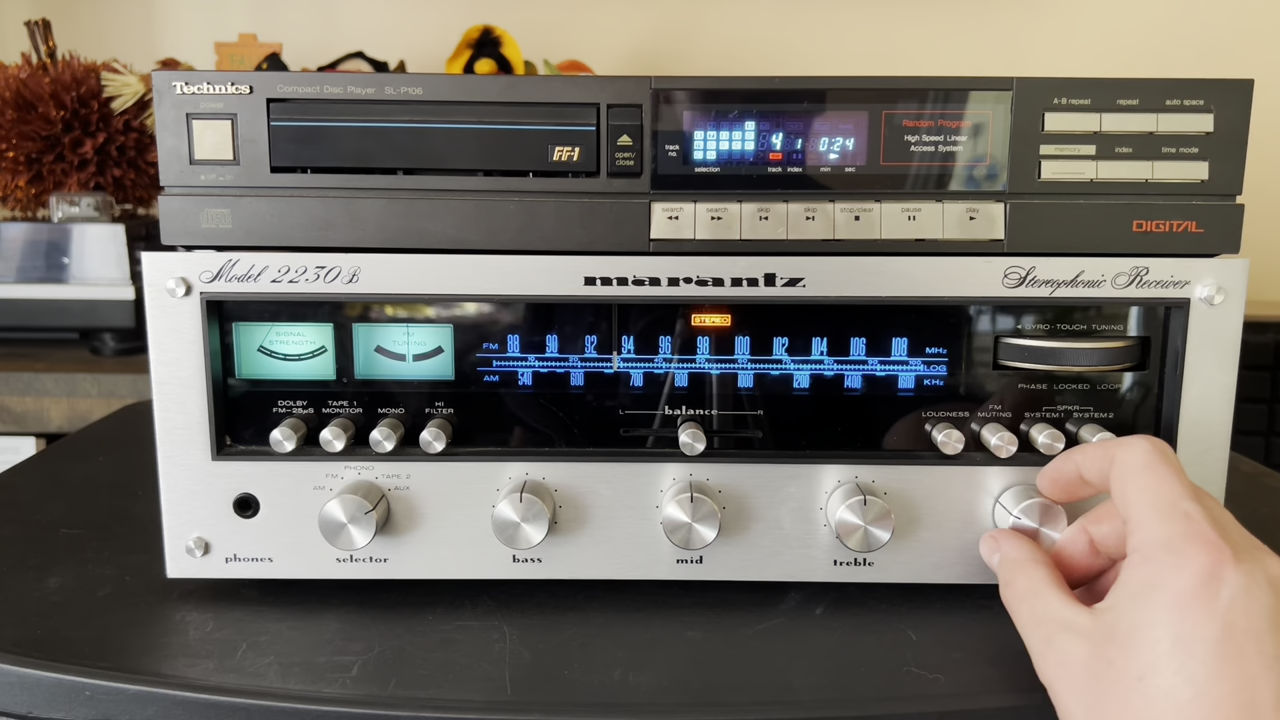 Technics
Compact Disc Player SL-P106
power
open/
close
track
no.
4 1 0:24
selection
track index min sec
Random Program
High Speed Linear
Access System
A-B repeat repeat auto space
memory index time mode
search search skip skip stop/clear pause play
DIGITAL
Model 2230B
marantz
Stereophonic Receiver
SIGNAL
STRENGTH
FM
TUNING
STEREO
FM 88 90 92 94 96 98 100 102 104 106 108 MHz
LOG
AM 540 600 700 800 1000 1200 1400 1600 KHz
GYRO-TOUCH TUNING
PHASE LOCKED LOOP
DOLBY
FM-25µS
TAPE 1
MONITOR
MONO
HI
FILTER
L balance R
LOUDNESS
FM
MUTING
SPKR
SYSTEM 1 SYSTEM 2
AM FM PHONO TAPE 2 AUX
phones selector bass mid treble